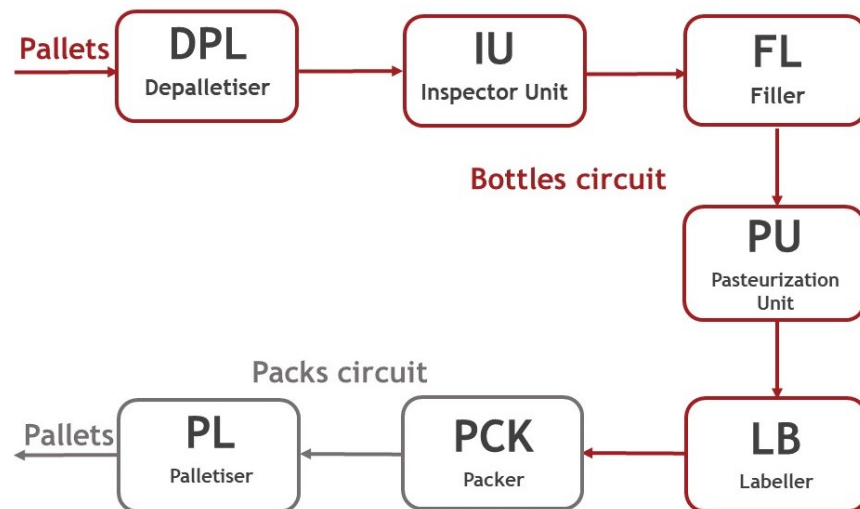 Pallets
DPL
Depalletiser
IU
Inspector Unit
FL
Filler
Bottles circuit
PU
Pasteurization
Unit
Packs circuit
Pallets
PL
Palletiser
PCK
Packer
LB
Labeller